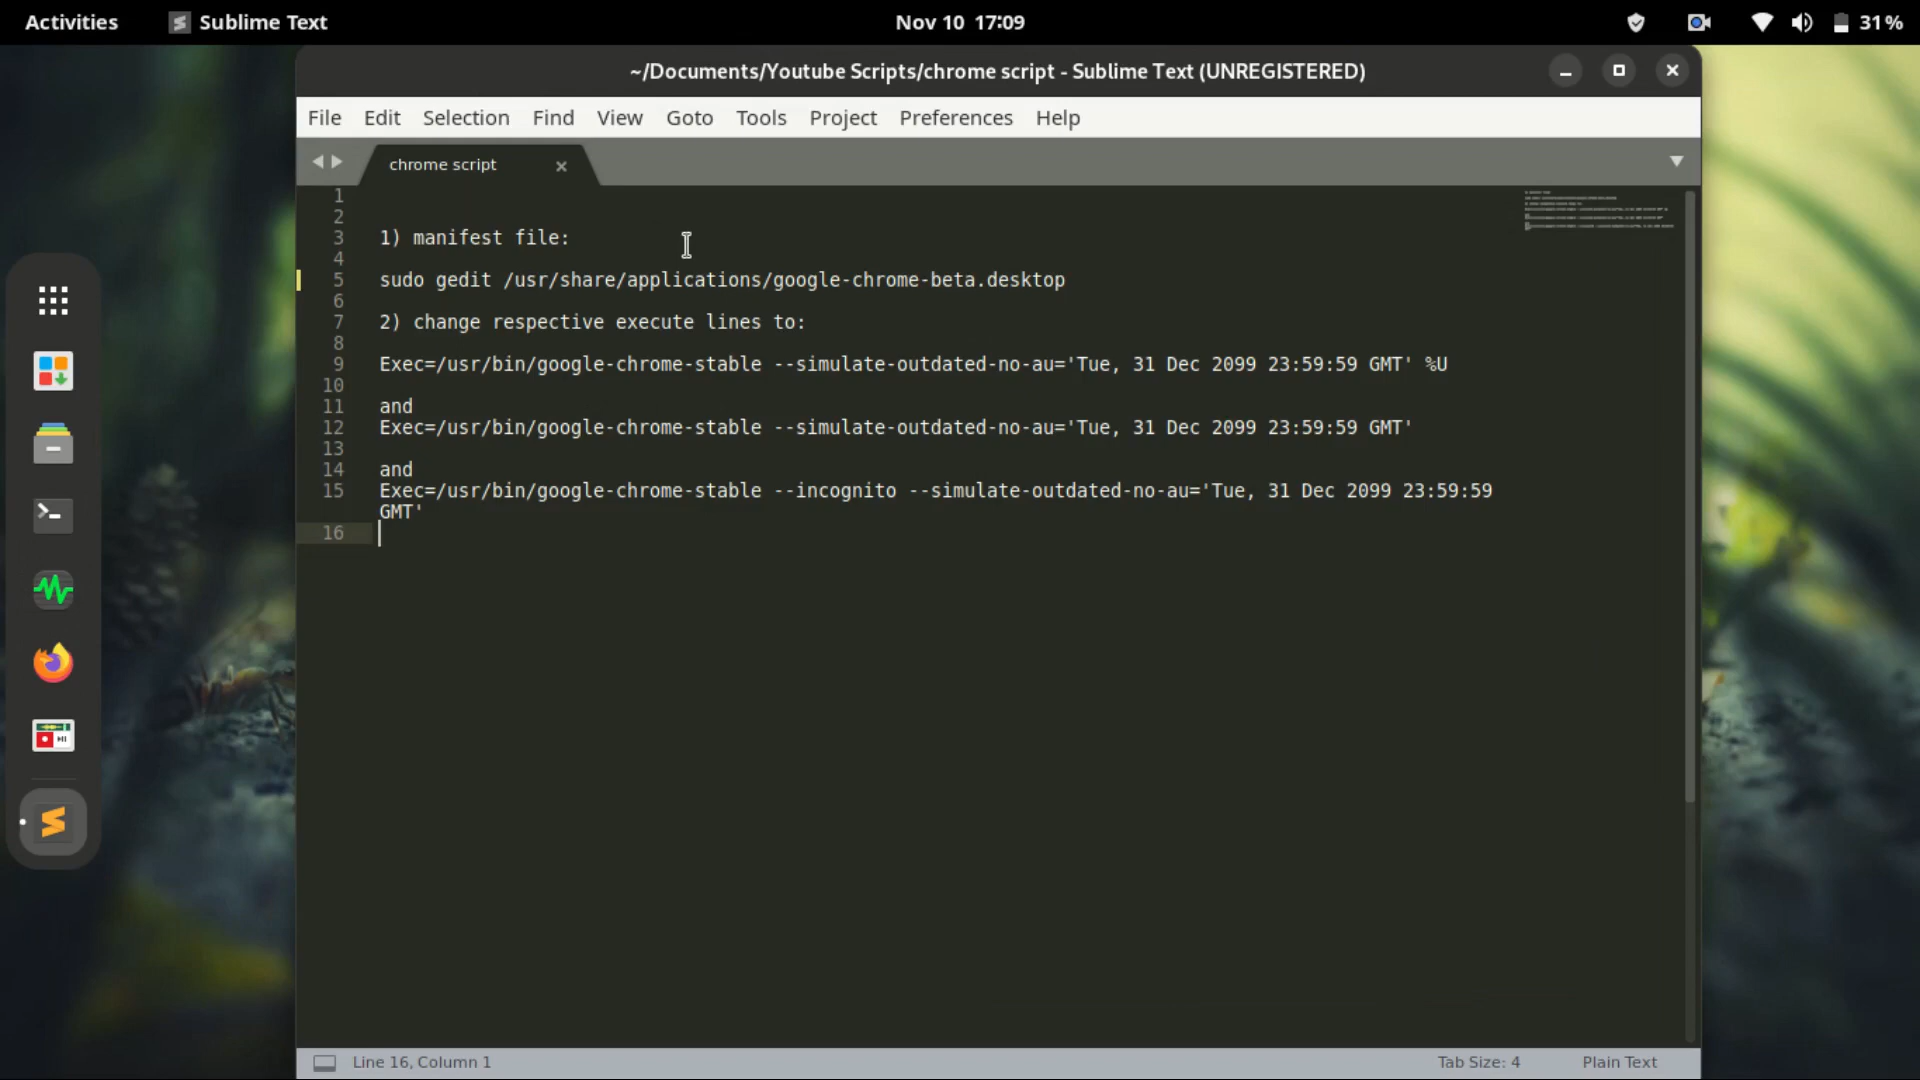 Activities Sublime Text Nov 10 17:09 31%
~/Documents/Youtube Scripts/chrome script - Sublime Text (UNREGISTERED)
File Edit Selection Find View Goto Tools Project Preferences Help
chrome script
1
2
3 1) manifest file:
4
5 sudo gedit /usr/share/applications/google-chrome-beta.desktop
6
7 2) change respective execute lines to:
8
9 Exec=/usr/bin/google-chrome-stable --simulate-outdated-no-au='Tue, 31 Dec 2099 23:59:59 GMT' %U
10
11 and
12 Exec=/usr/bin/google-chrome-stable --simulate-outdated-no-au='Tue, 31 Dec 2099 23:59:59 GMT'
13
14 and
15 Exec=/usr/bin/google-chrome-stable --incognito --simulate-outdated-no-au='Tue, 31 Dec 2099 23:59:59
GMT'
16
Line 16, Column 1 Tab Size: 4 Plain Text